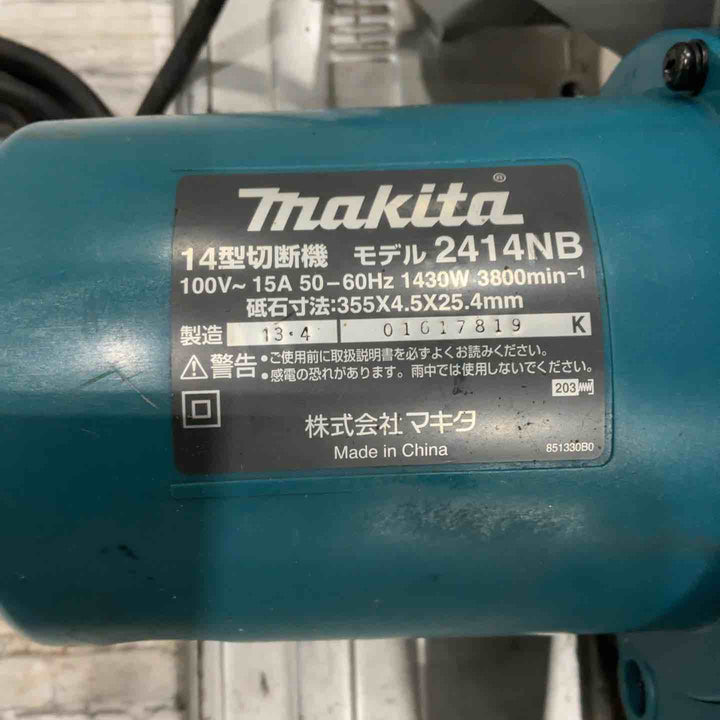 makita®
14型切断機 モデル 2414NB
100V～ 15A 50－60Hz 1430W 3800min⁻¹
砥石寸法:355X4.5X25.4mm
製造 13・4 01617819 K
⚠警告 •ご使用前に取扱説明書を必ずよくお読みください。
•感電の恐れがあります。雨中では使用しないでください。
203
株式会社マキタ
Made in China
851330B0